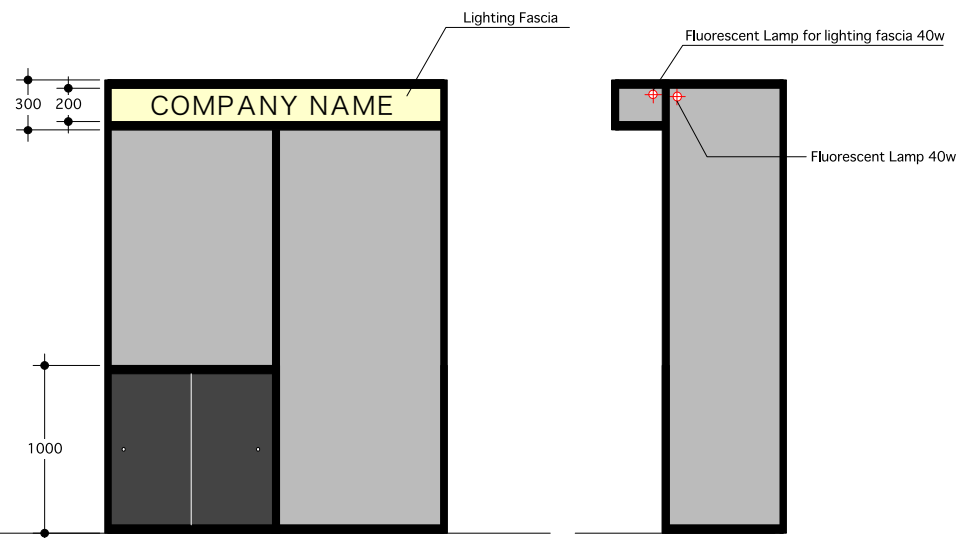 Lighting Fascia
Fluorescent Lamp for lighting fascia 40w
300
200
COMPANY NAME
Fluorescent Lamp 40w
1000